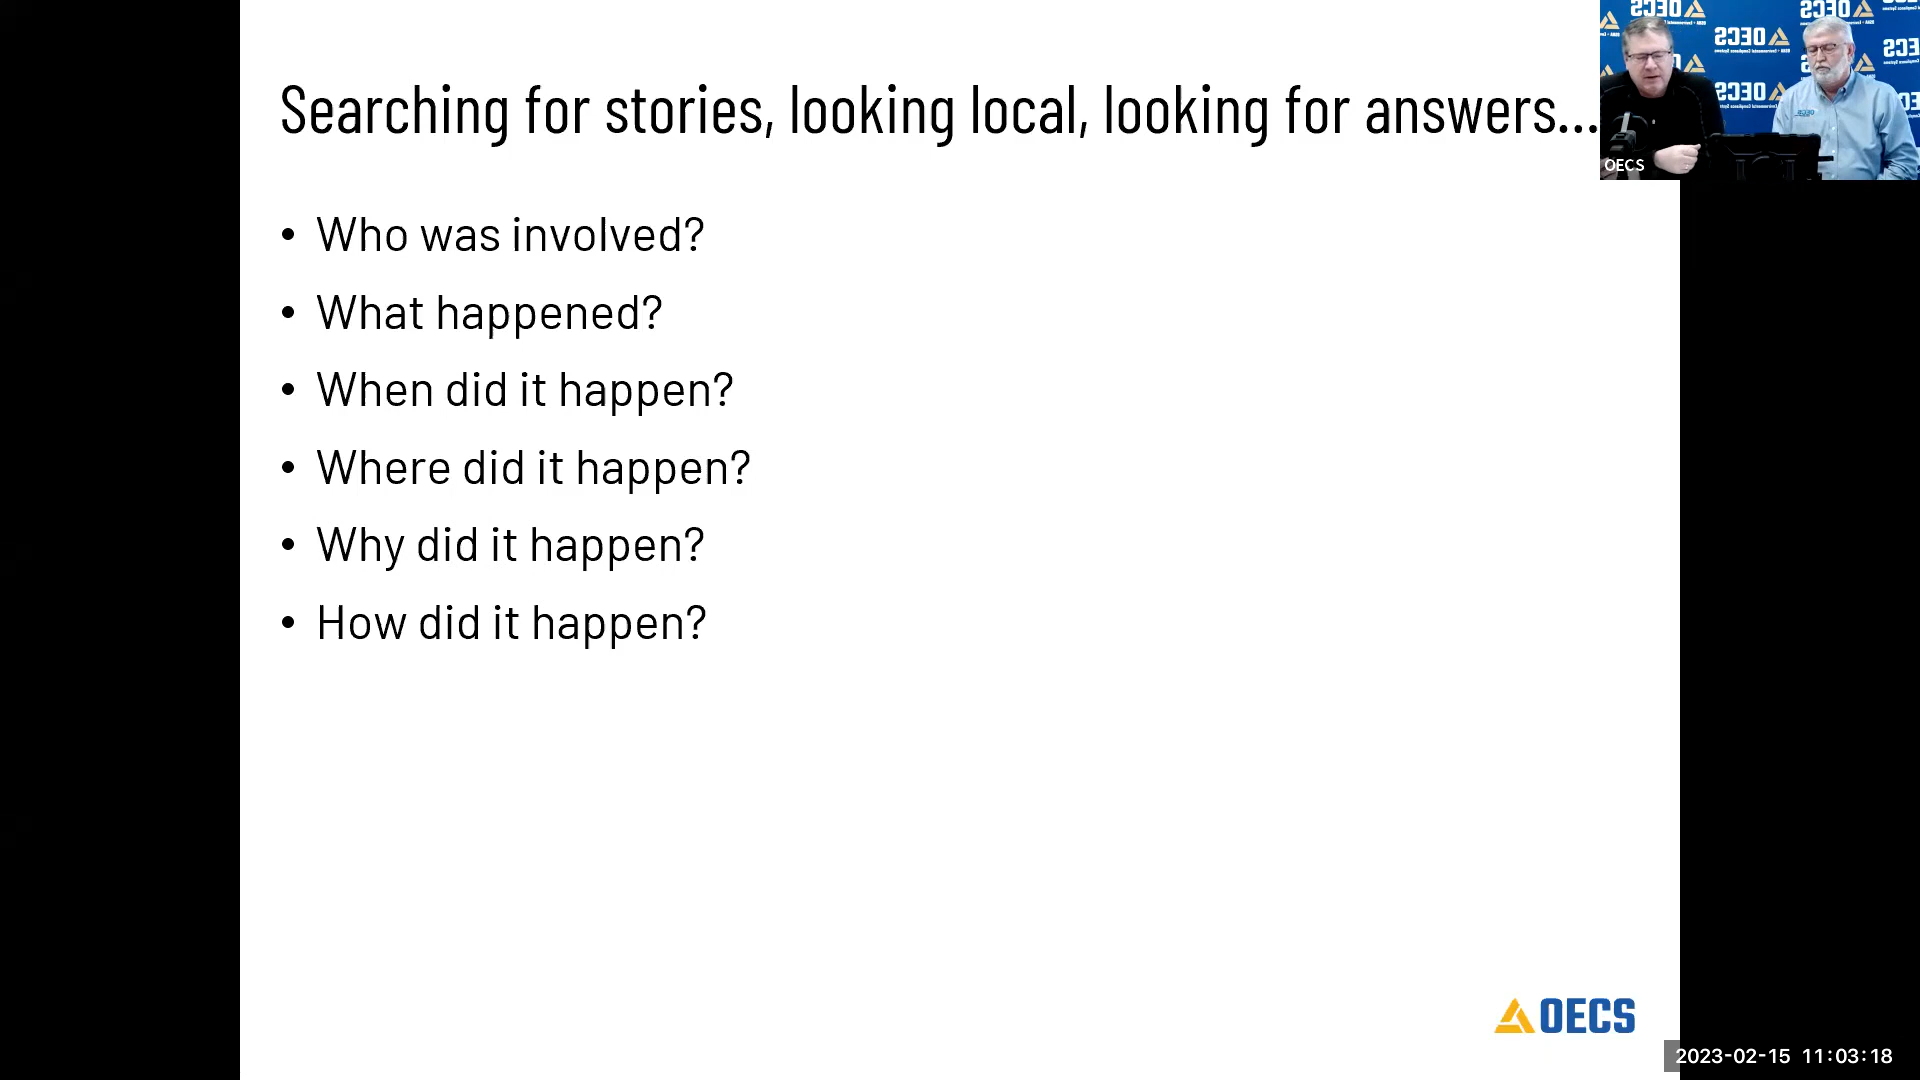 Searching for stories, looking local, looking for answers...
• Who was involved?
• What happened?
• When did it happen?
• Where did it happen?
• Why did it happen?
• How did it happen?
OECS
OECS
2023-02-15 11:03:18